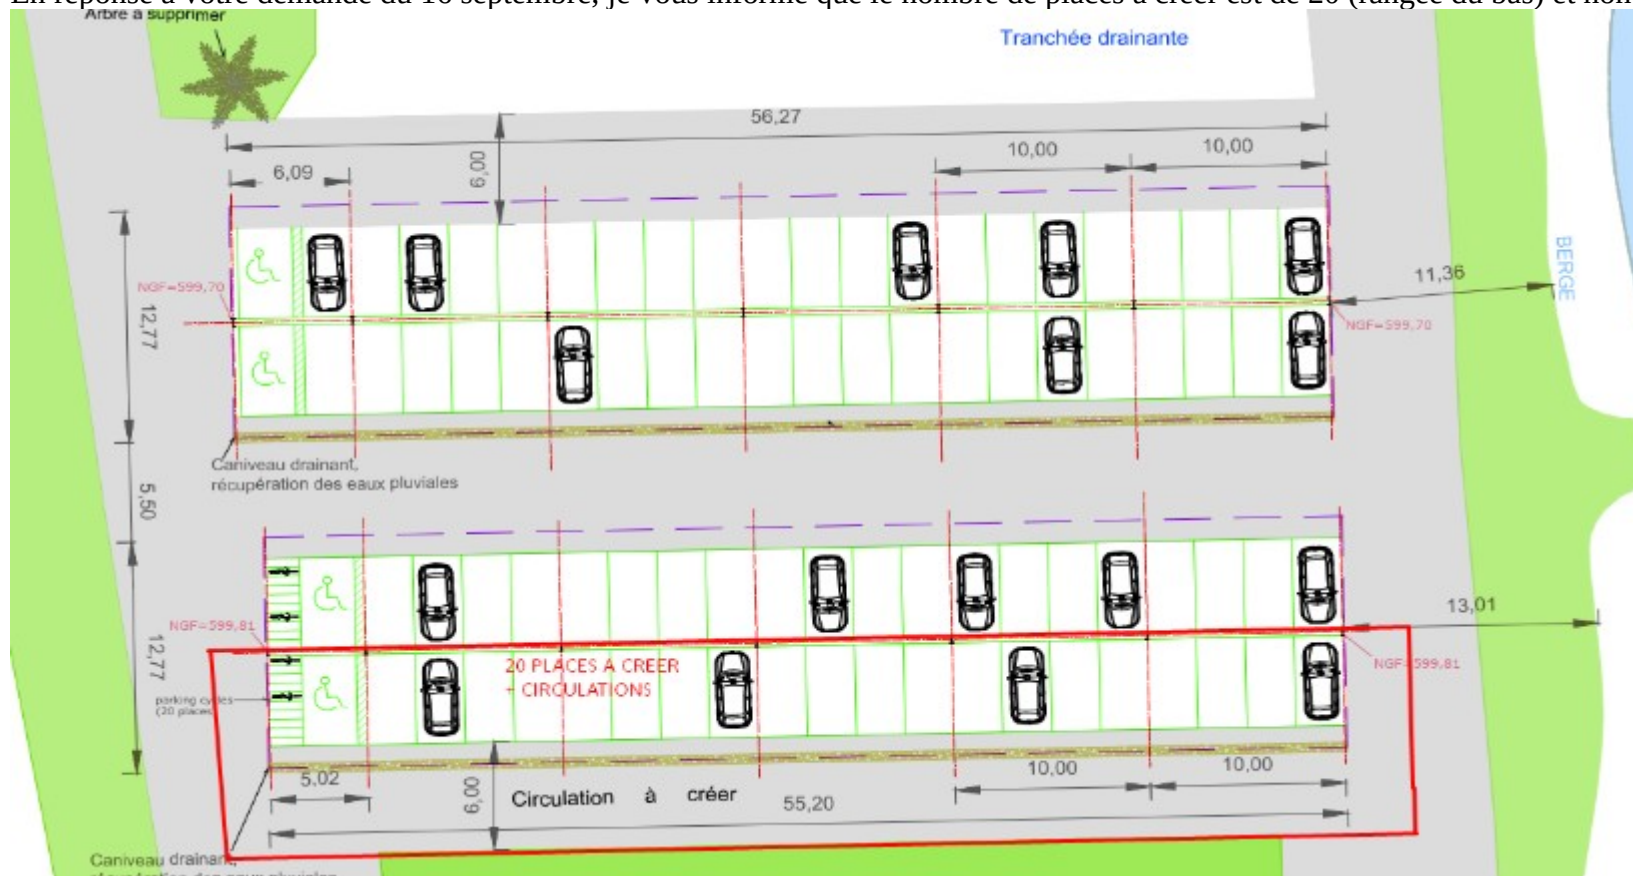 En réponse à votre demande du 16 septembre, je vous informe que le nombre de places à créer est de 20 (rangée du bas) et non
Arbre à supprimer
Tranchée drainante
56,27
10,00
10,00
6,09
6,00
NGF=599,70
12,77
11,36
BERGE
NGF=599,70
Caniveau drainant,
récupération des eaux pluviales
5,50
13,01
NGF=599,81
12,77
20 PLACES A CREER
+ CIRCULATIONS
NGF=599,81
parking cycles
(20 places
5,02
10,00
10,00
6,00
Circulation à créer
55,20
Caniveau drainant,
récupération des eaux pluviales